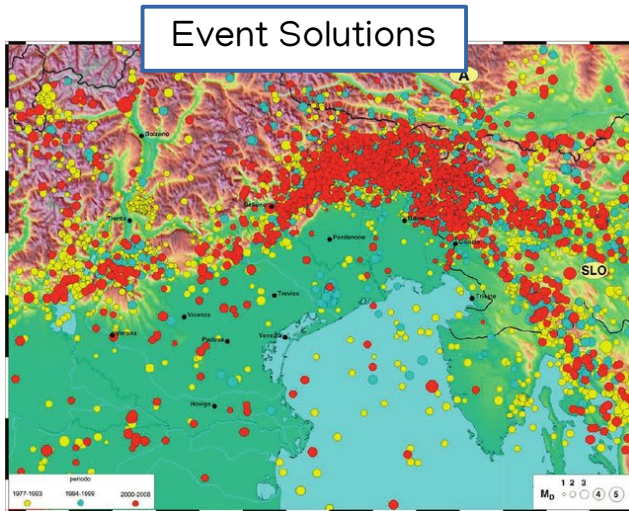 Event Solutions
A
Bolzano
Belluno
Trento
Udine
Pordenone
Gorizia
SLO
Treviso
Trieste
Vicenza
Verona
Padova
Venezia
Rovigo
periodo
1977-1993
1994-1999
2000-2008
1 2 3
MD
4 5